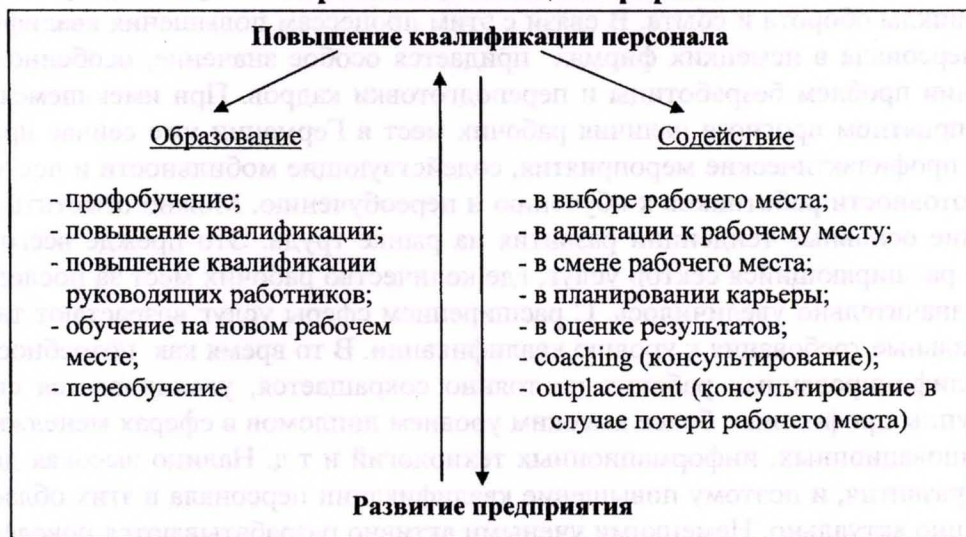 Повышение квалификации персонала
Образование
- профобучение;
- повышение квалификации;
- повышение квалификации
руководящих работников;
- обучение на новом рабочем
месте;
- переобучение
Содействие
- в выборе рабочего места;
- в адаптации к рабочему месту;
- в смене рабочего места;
- в планировании карьеры;
- в оценке результатов;
- coaching (консультирование);
- outplacement (консультирование в
случае потери рабочего места)
Развитие предприятия